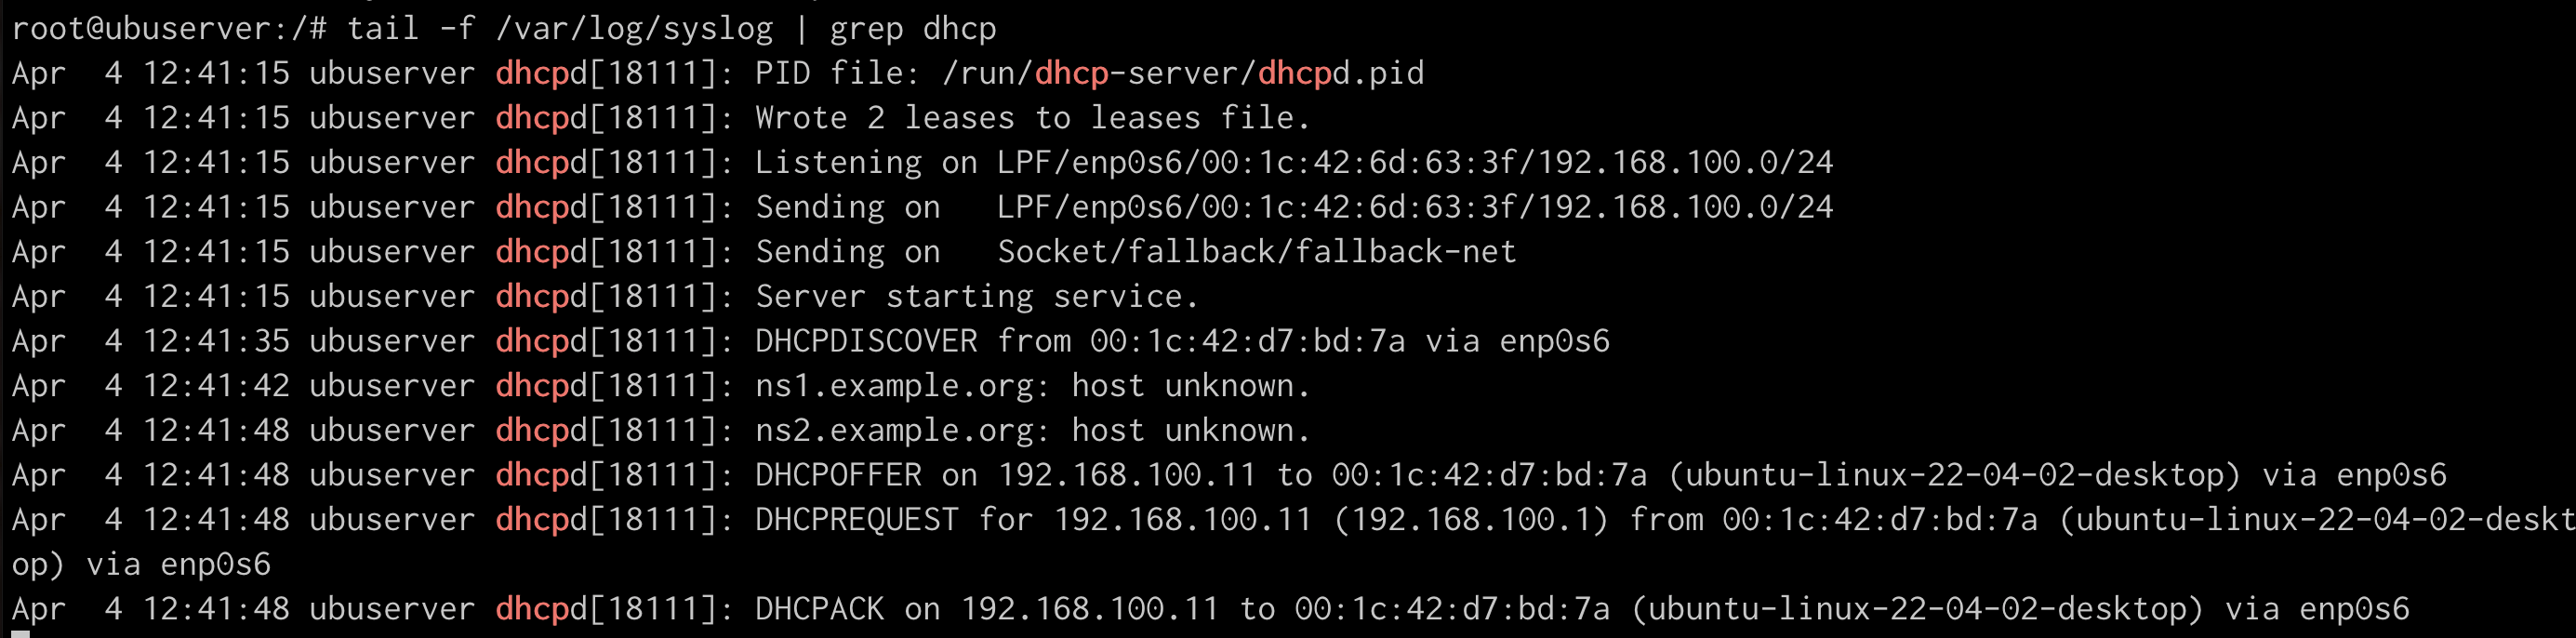 root@ubuserver:/# tail -f /var/log/syslog | grep dhcp
Apr  4 12:41:15 ubuserver dhcpd[18111]: PID file: /run/dhcp-server/dhcpd.pid
Apr  4 12:41:15 ubuserver dhcpd[18111]: Wrote 2 leases to leases file.
Apr  4 12:41:15 ubuserver dhcpd[18111]: Listening on LPF/enp0s6/00:1c:42:6d:63:3f/192.168.100.0/24
Apr  4 12:41:15 ubuserver dhcpd[18111]: Sending on   LPF/enp0s6/00:1c:42:6d:63:3f/192.168.100.0/24
Apr  4 12:41:15 ubuserver dhcpd[18111]: Sending on   Socket/fallback/fallback-net
Apr  4 12:41:15 ubuserver dhcpd[18111]: Server starting service.
Apr  4 12:41:35 ubuserver dhcpd[18111]: DHCPDISCOVER from 00:1c:42:d7:bd:7a via enp0s6
Apr  4 12:41:42 ubuserver dhcpd[18111]: ns1.example.org: host unknown.
Apr  4 12:41:48 ubuserver dhcpd[18111]: ns2.example.org: host unknown.
Apr  4 12:41:48 ubuserver dhcpd[18111]: DHCPOFFER on 192.168.100.11 to 00:1c:42:d7:bd:7a (ubuntu-linux-22-04-02-desktop) via enp0s6
Apr  4 12:41:48 ubuserver dhcpd[18111]: DHCPREQUEST for 192.168.100.11 (192.168.100.1) from 00:1c:42:d7:bd:7a (ubuntu-linux-22-04-02-deskt
op) via enp0s6
Apr  4 12:41:48 ubuserver dhcpd[18111]: DHCPACK on 192.168.100.11 to 00:1c:42:d7:bd:7a (ubuntu-linux-22-04-02-desktop) via enp0s6